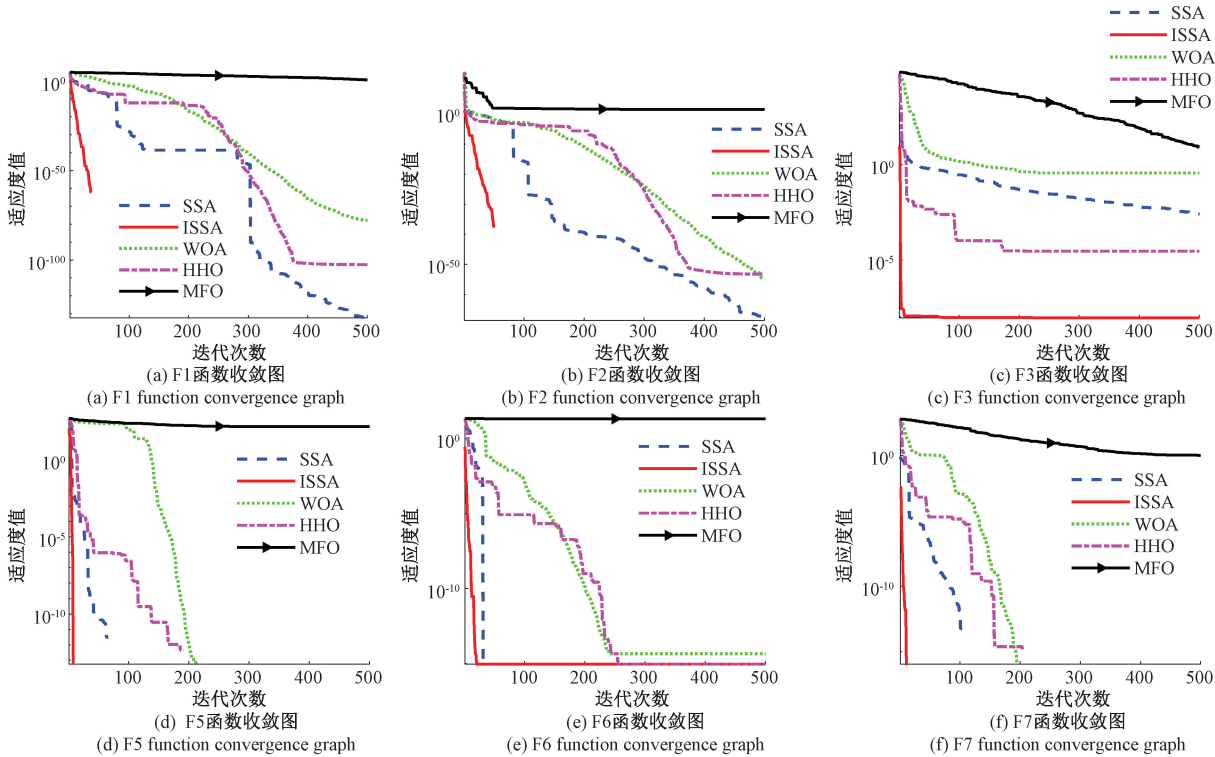 适应度值
10^0
10^-50
10^-100
SSA
ISSA
WOA
HHO
MFO
100 200 300 400 500
迭代次数
(a) F1函数收敛图
(a) F1 function convergence graph
适应度值
10^0
10^-50
SSA
ISSA
WOA
HHO
MFO
100 200 300 400 500
迭代次数
(b) F2函数收敛图
(b) F2 function convergence graph
SSA
ISSA
WOA
HHO
MFO
适应度值
10^0
10^-5
100 200 300 400 500
迭代次数
(c) F3函数收敛图
(c) F3 function convergence graph
适应度值
10^0
10^-5
10^-10
SSA
ISSA
WOA
HHO
MFO
100 200 300 400 500
迭代次数
(d) F5函数收敛图
(d) F5 function convergence graph
适应度值
10^0
10^-10
SSA
ISSA
WOA
HHO
MFO
100 200 300 400 500
迭代次数
(e) F6函数收敛图
(e) F6 function convergence graph
适应度值
10^0
10^-10
SSA
ISSA
WOA
HHO
MFO
100 200 300 400 500
迭代次数
(f) F7函数收敛图
(f) F7 function convergence graph